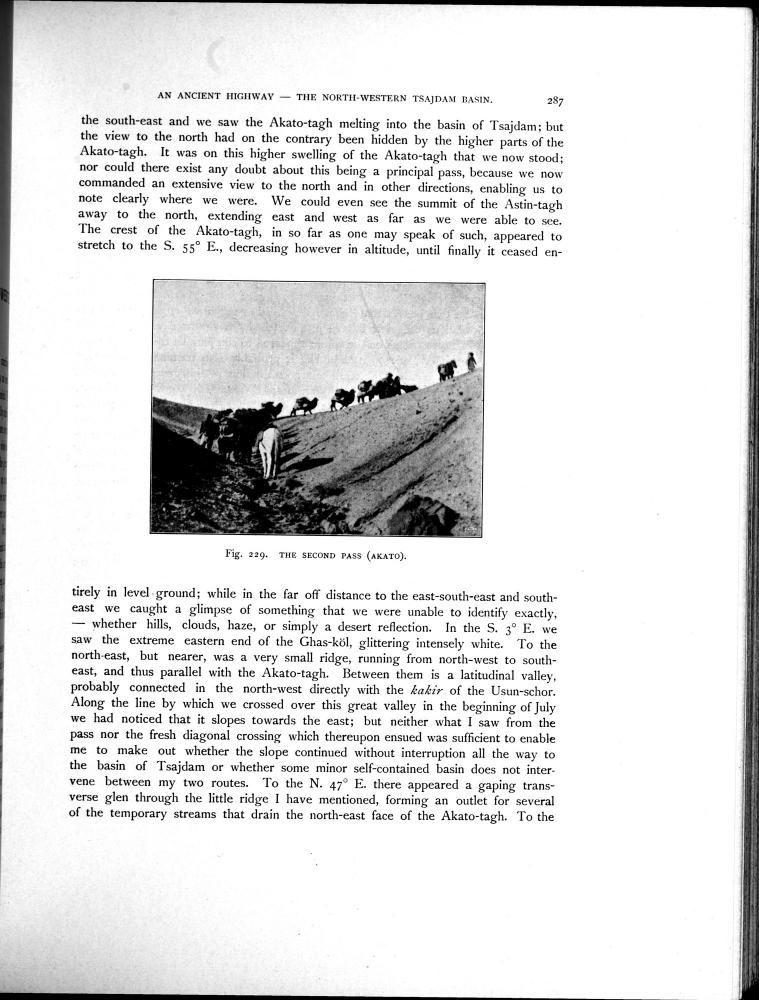 AN ANCIENT HIGHWAY — THE NORTH-WESTERN TSAJDAM BASIN. 287
the south-east and we saw the Akato-tagh melting into the basin of Tsajdam; but
the view to the north had on the contrary been hidden by the higher parts of the
Akato-tagh. It was on this higher swelling of the Akato-tagh that we now stood;
nor could there exist any doubt about this being a principal pass, because we now
commanded an extensive view to the north and in other directions, enabling us to
note clearly where we were. We could even see the summit of the Astin-tagh
away to the north, extending east and west as far as we were able to see.
The crest of the Akato-tagh, in so far as one may speak of such, appeared to
stretch to the S. 55° E., decreasing however in altitude, until finally it ceased en-
Fig. 229. THE SECOND PASS (AKATO).
tirely in level ground; while in the far off distance to the east-south-east and south-
east we caught a glimpse of something that we were unable to identify exactly,
— whether hills, clouds, haze, or simply a desert reflection. In the S. 3° E. we
saw the extreme eastern end of the Ghas-köl, glittering intensely white. To the
north-east, but nearer, was a very small ridge, running from north-west to south-
east, and thus parallel with the Akato-tagh. Between them is a latitudinal valley,
probably connected in the north-west directly with the kakir of the Usun-schor.
Along the line by which we crossed over this great valley in the beginning of July
we had noticed that it slopes towards the east; but neither what I saw from the
pass nor the fresh diagonal crossing which thereupon ensued was sufficient to enable
me to make out whether the slope continued without interruption all the way to
the basin of Tsajdam or whether some minor self-contained basin does not inter-
vene between my two routes. To the N. 47° E. there appeared a gaping trans-
verse glen through the little ridge I have mentioned, forming an outlet for several
of the temporary streams that drain the north-east face of the Akato-tagh. To the